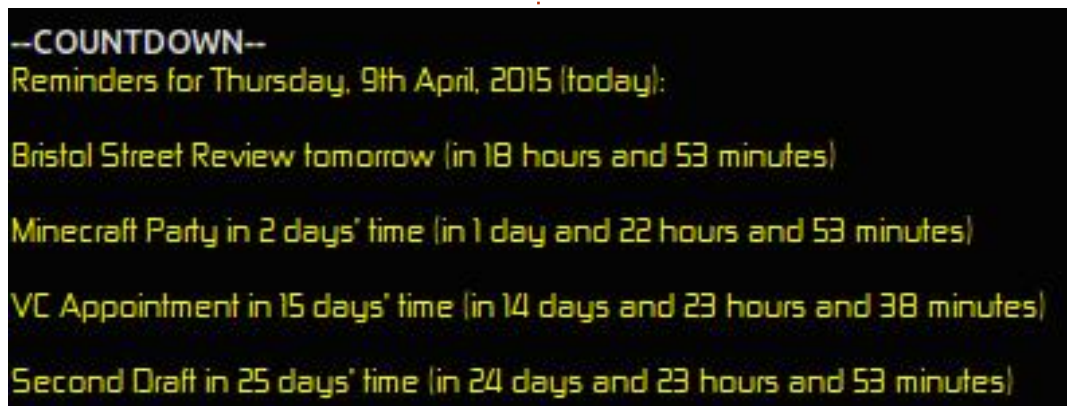 --COUNTDOWN--
Reminders for Thursday, 9th April, 2015 (today):
Bristol Street Review tomorrow (in 18 hours and 53 minutes)
Minecraft Party in 2 days' time (in 1 day and 22 hours and 53 minutes)
VC Appointment in 15 days' time (in 14 days and 23 hours and 38 minutes)
Second Draft in 25 days' time (in 24 days and 23 hours and 53 minutes)